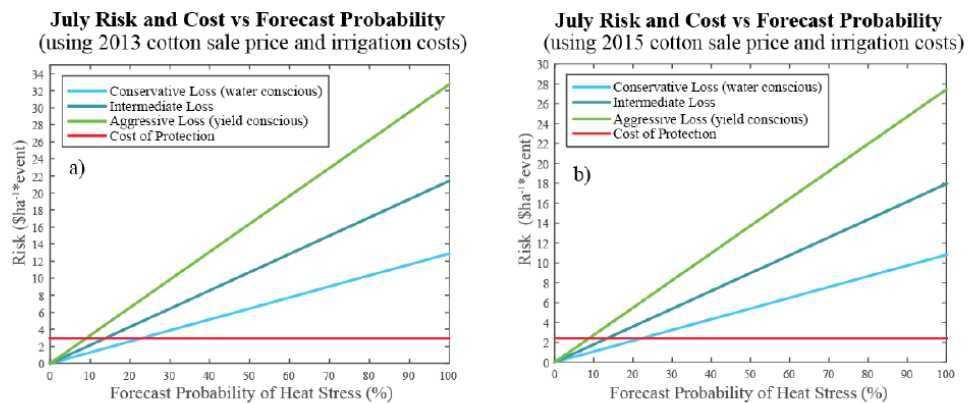 July Risk and Cost vs Forecast Probability
(using 2013 cotton sale price and irrigation costs)
34
32
30
28
26
24
22
20
18
16
14
12
10
8
6
4
2
0
Risk ($ha⁻¹*event)
Conservative Loss (water conscious)
Intermediate Loss
Aggressive Loss (yield conscious)
Cost of Protection
a)
0 10 20 30 40 50 60 70 80 90 100
Forecast Probability of Heat Stress (%)
July Risk and Cost vs Forecast Probability
(using 2015 cotton sale price and irrigation costs)
30
28
26
24
22
20
18
16
14
12
10
8
6
4
2
0
Risk ($ha⁻¹*event)
Conservative Loss (water conscious)
Intermediate Loss
Aggressive Loss (yield conscious)
Cost of Protection
b)
0 10 20 30 40 50 60 70 80 90 100
Forecast Probability of Heat Stress (%)